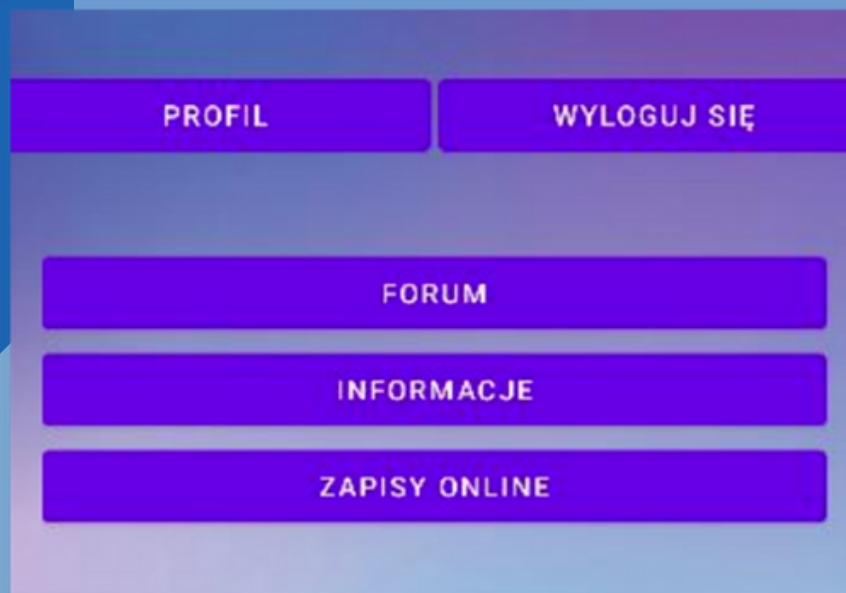 PROFIL
WYLOGUJ SIĘ
FORUM
INFORMACJE
ZAPISY ONLINE